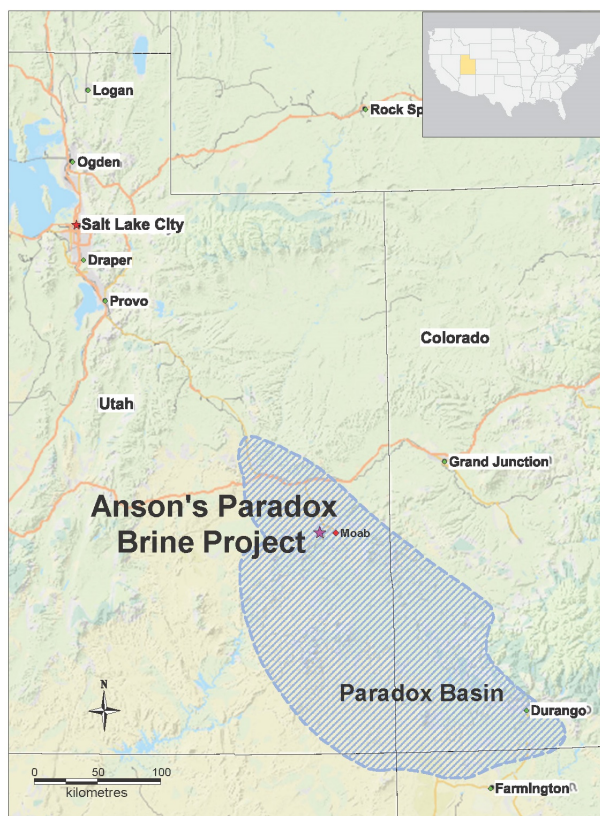 Logan
Rock Sp
Ogden
Salt Lake CIty
Draper
Provo
Colorado
Utah
Grand Junction
Anson's Paradox
Brine Project
Moab
Paradox Basin
N
Durango
0 50 100
kilometres
Farmington